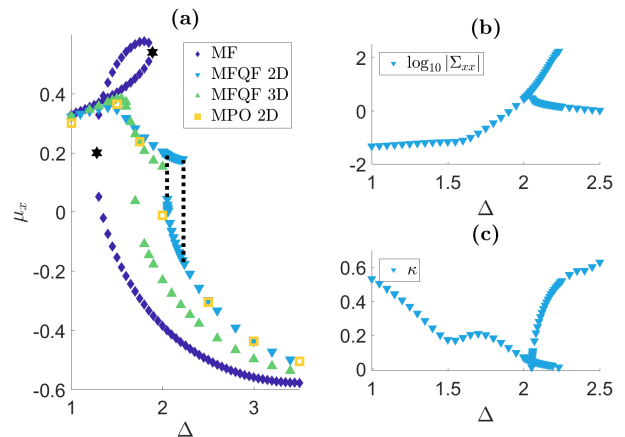 (a)
MF
MFQF 2D
MFQF 3D
MPO 2D
0.4
0.2
0
-0.2
-0.4
-0.6
μx
1
2
3
Δ
(b)
log10 |Σxx|
2
0
-2
1
1.5
2
2.5
Δ
(c)
κ
0.6
0.4
0.2
0
1
1.5
2
2.5
Δ